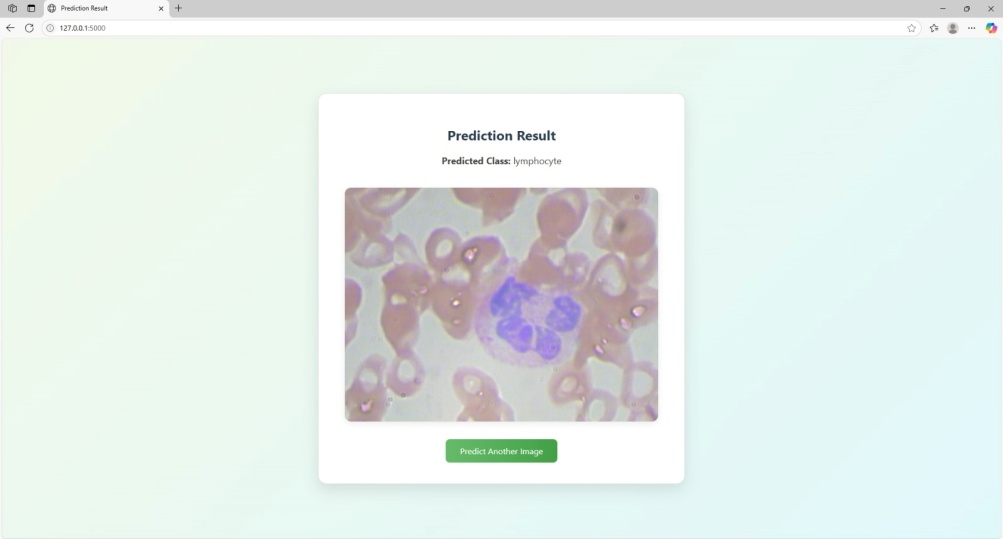 Prediction Result
127.0.0.1:5000
Prediction Result
Predicted Class: lymphocyte
Predict Another Image